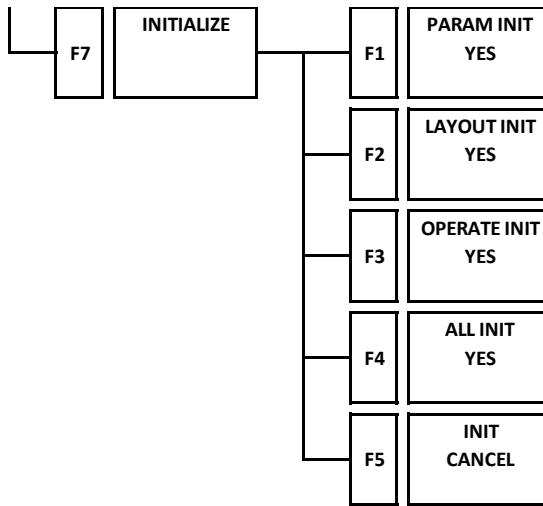 F7
INITIALIZE
F1
PARAM INIT
YES
F2
LAYOUT INIT
YES
F3
OPERATE INIT
YES
F4
ALL INIT
YES
F5
INIT
CANCEL